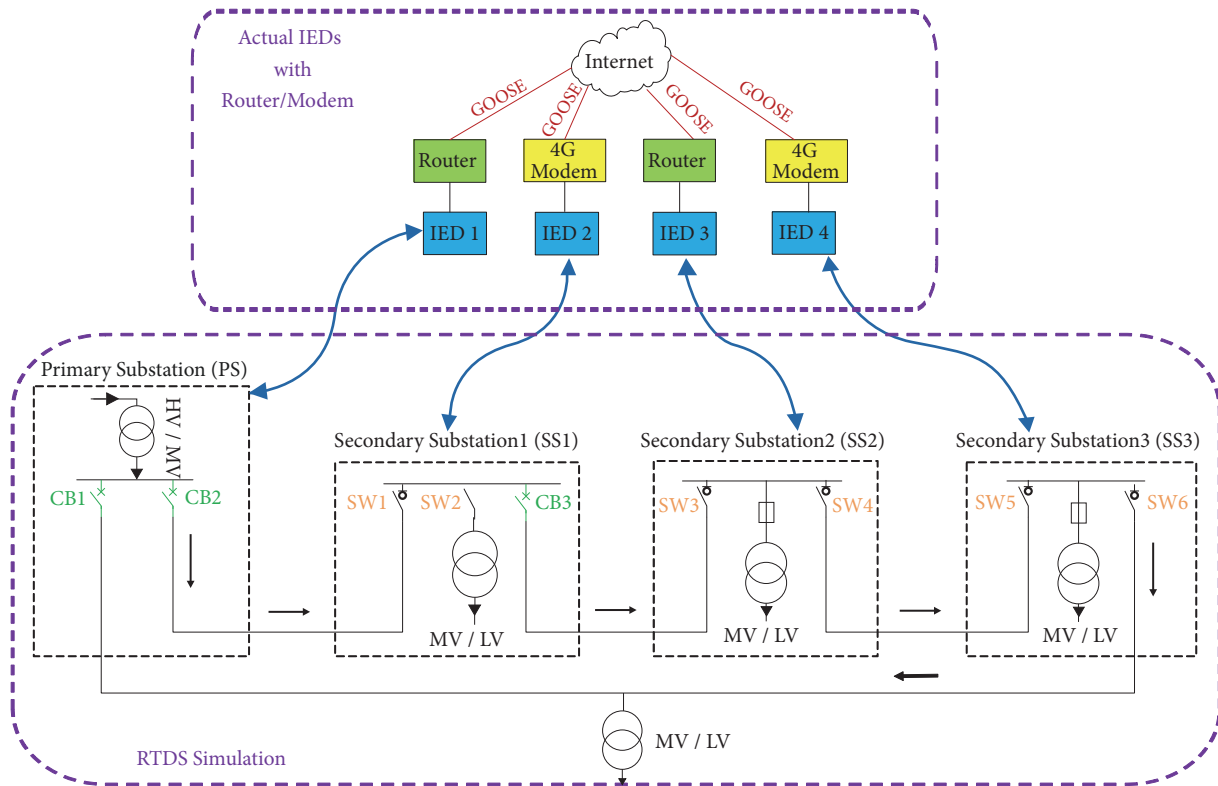 Actual IEDs
with
Router/Modem
Internet
GOOSE
GOOSE
GOOSE
GOOSE
Router
4G
Modem
Router
4G
Modem
IED 1
IED 2
IED 3
IED 4
Primary Substation (PS)
HV / MV
CB1
CB2
Secondary Substation1 (SS1)
SW1
SW2
CB3
MV / LV
Secondary Substation2 (SS2)
SW3
SW4
MV / LV
Secondary Substation3 (SS3)
SW5
SW6
MV / LV
MV / LV
RTDS Simulation